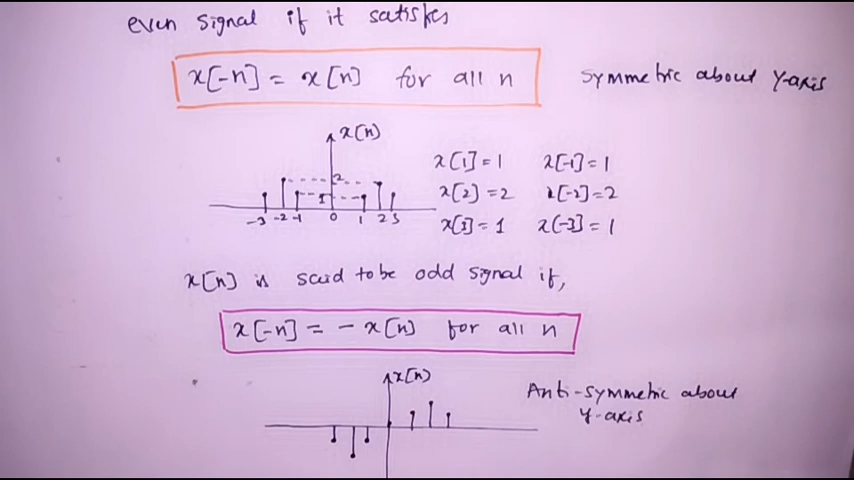 even signal if it satisfies
x[-n] = x[n] for all n
symmetric about Y-axis
x(n)
2
1
-3 -2 -1 0 1 2 3
x[1] = 1 x[-1] = 1
x[2] = 2 x[-2] = 2
x[3] = 1 x[-3] = 1
x[n] is said to be odd signal if,
x[-n] = - x[n] for all n
x[n]
Anti-symmetric about
Y-axis